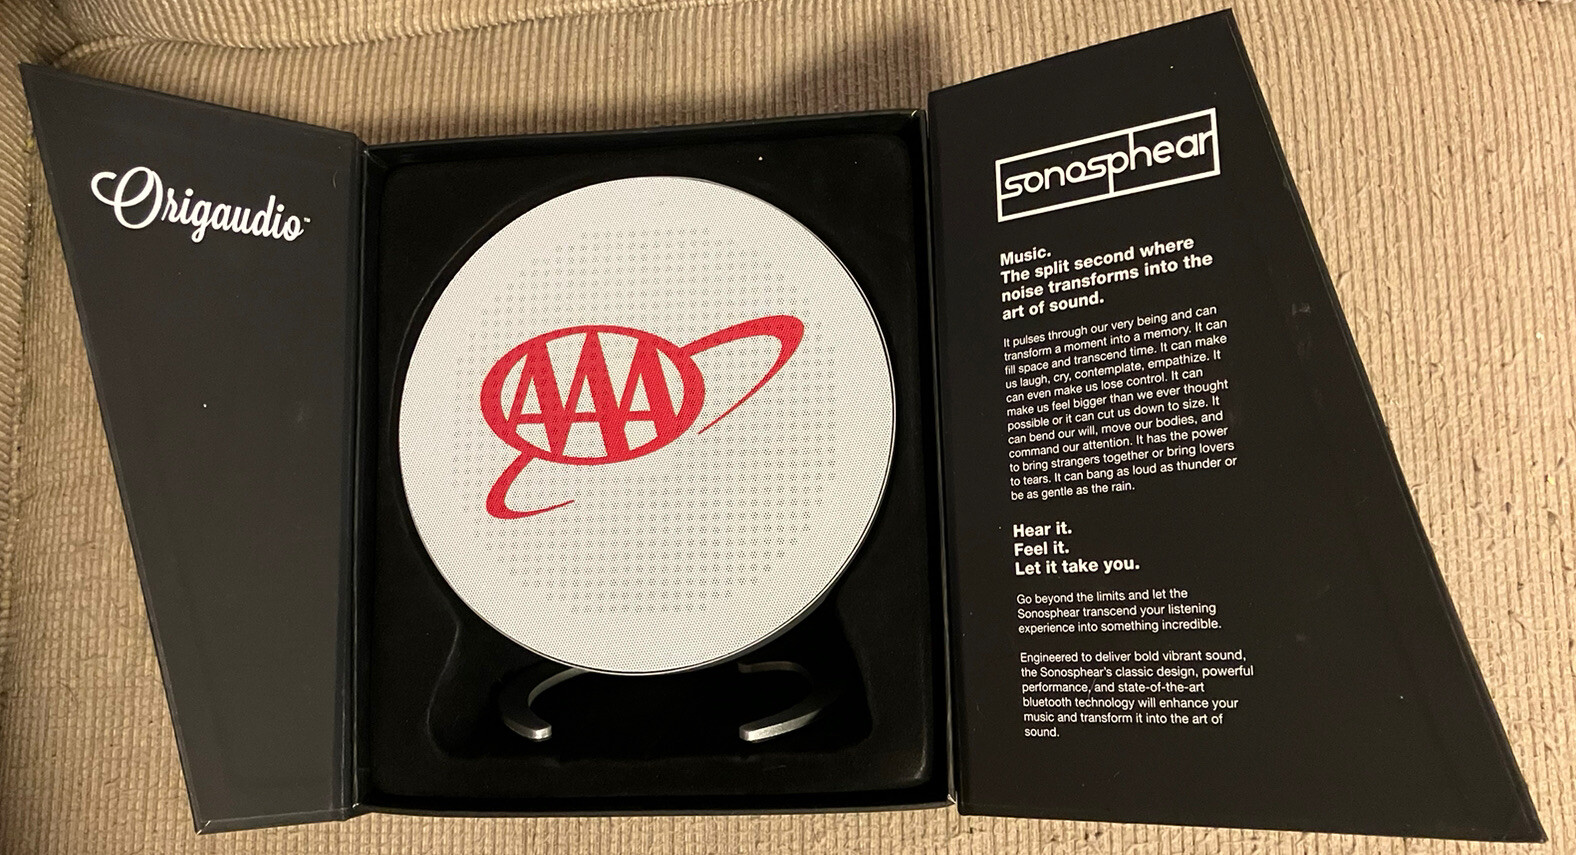 Origaudio™
AAA
sonosphear
Music.
The split second where
noise transforms into the
art of sound.
It pulses through our very being and can
transform a moment into a memory. It can
fill space and transcend time. It can make
us laugh, cry, contemplate, empathize. It
can even make us lose control. It can
make us feel bigger than we ever thought
possible or it can cut us down to size. It
can bend our will, move our bodies, and
command our attention. It has the power
to bring strangers together or bring lovers
to tears. It can bang as loud as thunder or
be as gentle as the rain.
Hear it.
Feel it.
Let it take you.
Go beyond the limits and let the
Sonosphear transcend your listening
experience into something incredible.
Engineered to deliver bold vibrant sound,
the Sonosphear's classic design, powerful
performance, and state-of-the-art
bluetooth technology will enhance your
music and transform it into the art of
sound.